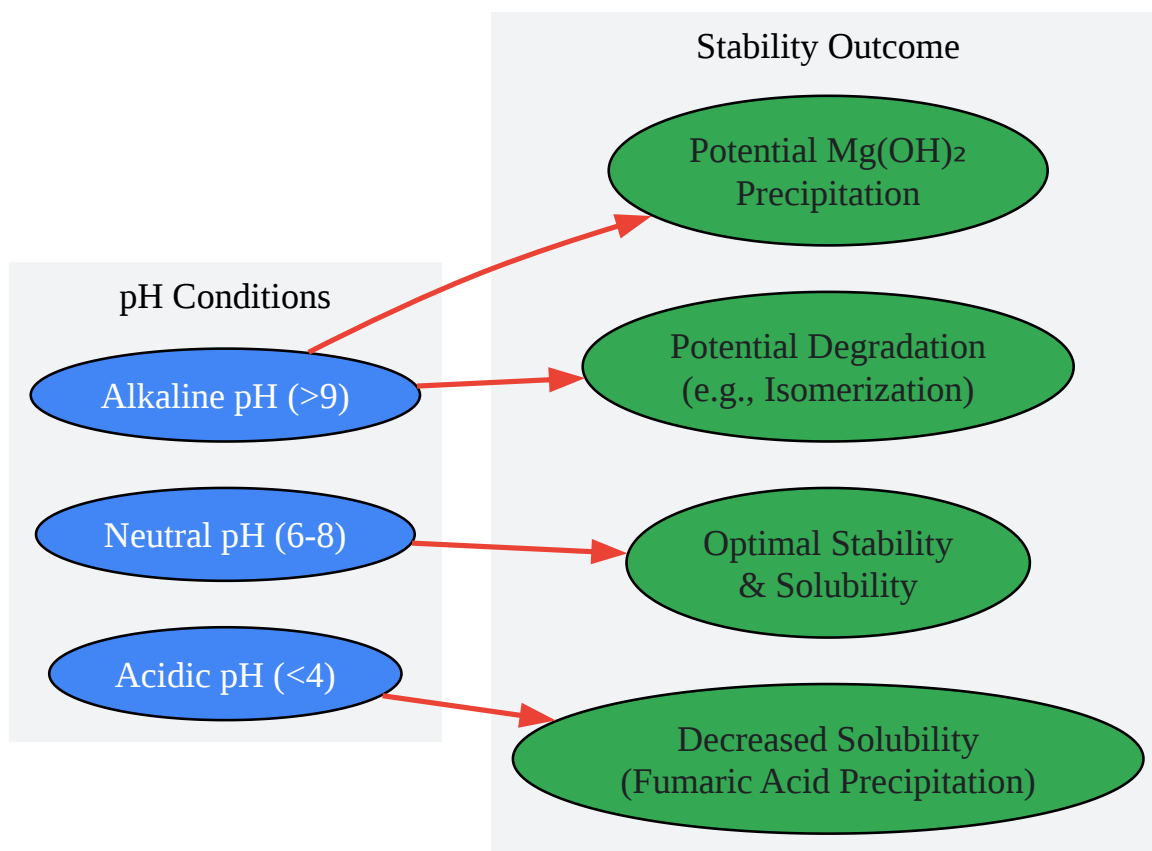 pH Conditions
Alkaline pH (>9)
Neutral pH (6-8)
Acidic pH (<4)
Stability Outcome
Potential Mg(OH)₂
Precipitation
Potential Degradation
(e.g., Isomerization)
Optimal Stability
& Solubility
Decreased Solubility
(Fumaric Acid Precipitation)